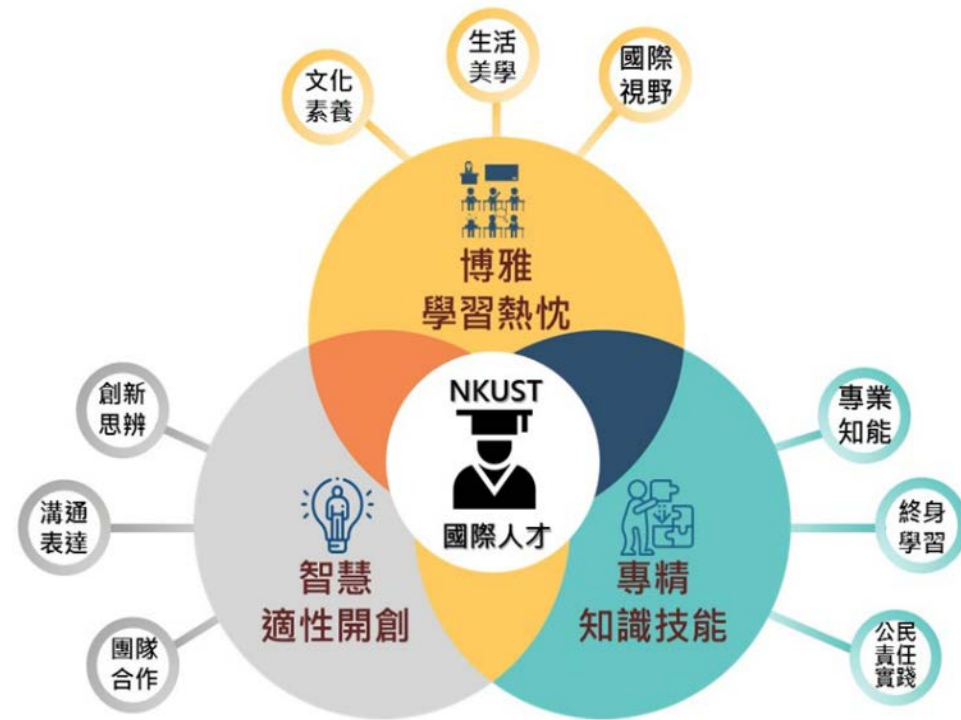 生活
美學
文化
素養
國際
視野
博雅
學習熱忱
NKUST
國際人才
創新
思辨
溝通
表達
團隊
合作
智慧
適性開創
專精
知識技能
專業
知能
終身
學習
公民
責任
實踐